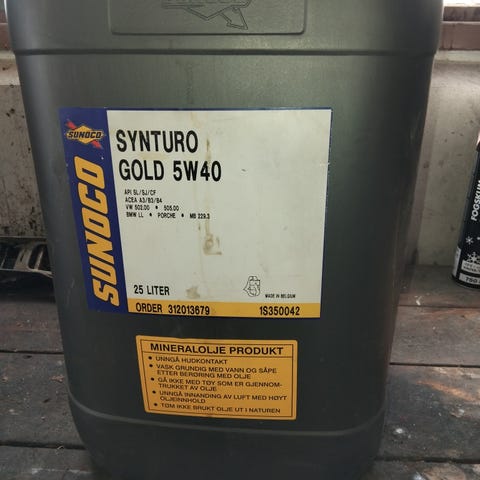 SUNOCO
SUNOCO
SYNTURO
GOLD 5W40
API SL/SJ/CF
ACEA A3/B3/B4
VW 502.00 • 505.00
BMW LL • PORCHE • MB 229.3
25 LITER
MADE IN BELGIUM
ORDER 312013679
1S350042
MINERALOLJE PRODUKT
• UNNGÅ HUDKONTAKT
• VASK GRUNDIG MED VANN OG SÅPE
ETTER BERØRING MED OLJE
• GÅ IKKE MED TØY SOM ER GJENNOM-
TRUKKET AV OLJE
• UNNGÅ INNANDING AV LUFT MED HØYT
OLJEINNHOLD
• TØM IKKE BRUKT OLJE UT I NATUREN